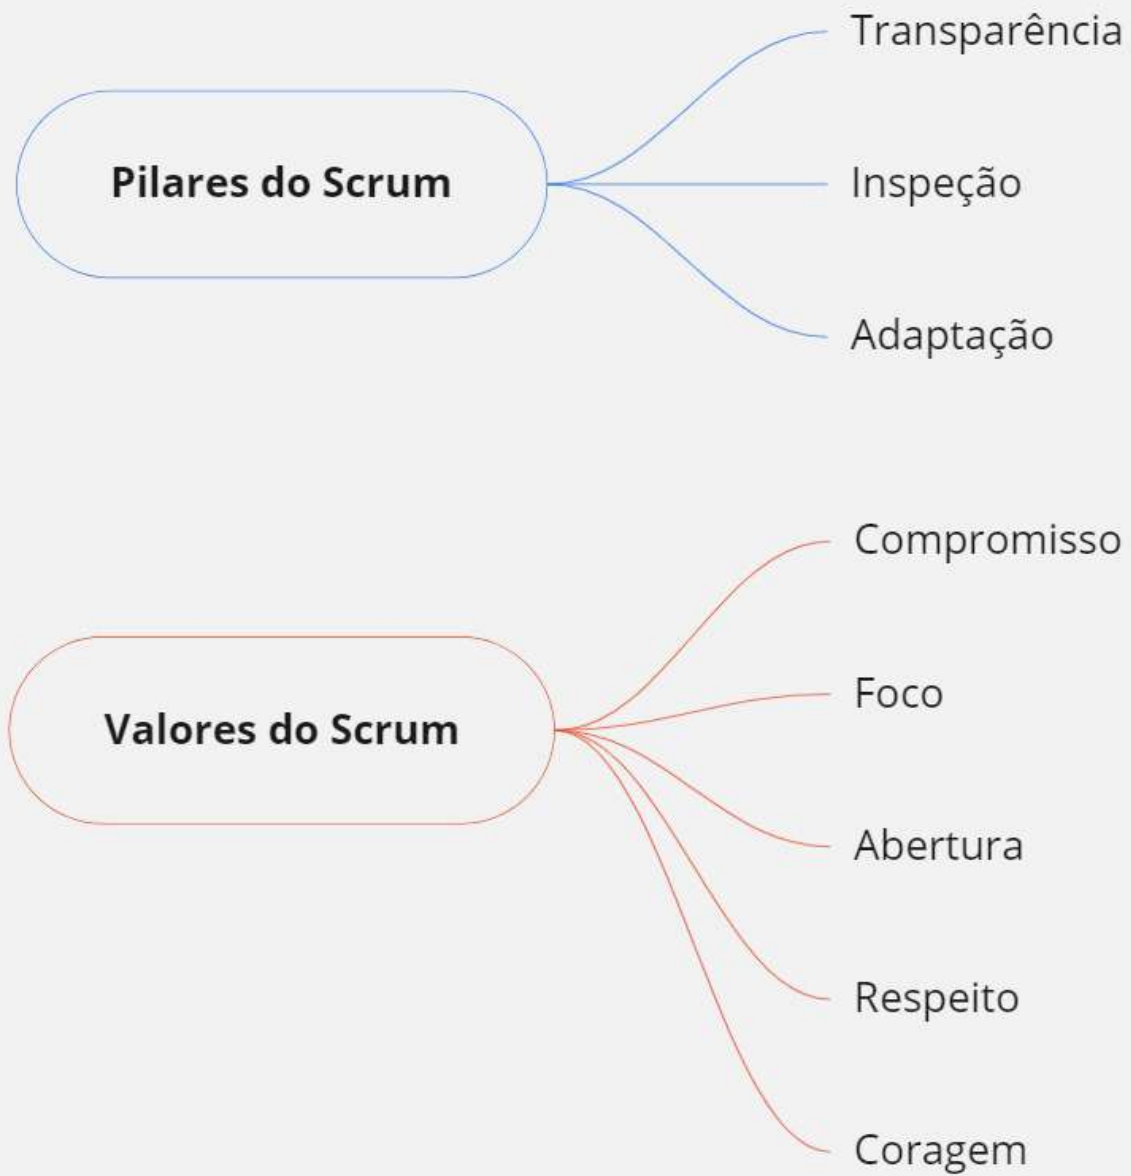 Pilares do Scrum
Transparência
Inspeção
Adaptação
Valores do Scrum
Compromisso
Foco
Abertura
Respeito
Coragem